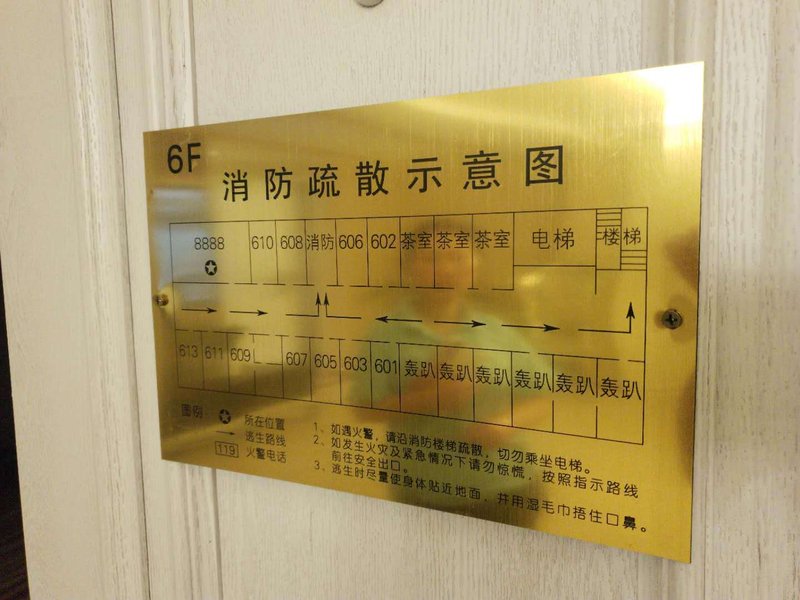 6F
消防疏散示意图
8888 610 608 消防 606 602 茶室 茶室 茶室 电梯 楼梯
613 611 609 607 605 603 601 轰趴 轰趴 轰趴 轰趴 轰趴 轰趴
图例:
所在位置
逃生路线
119 火警电话
1、如遇火警，请沿消防楼梯疏散，切勿乘坐电梯。
2、如发生火灾及紧急情况下请勿惊慌，按照指示路线
前往安全出口。
3、逃生时尽量使身体贴近地面，并用湿毛巾捂住口鼻。